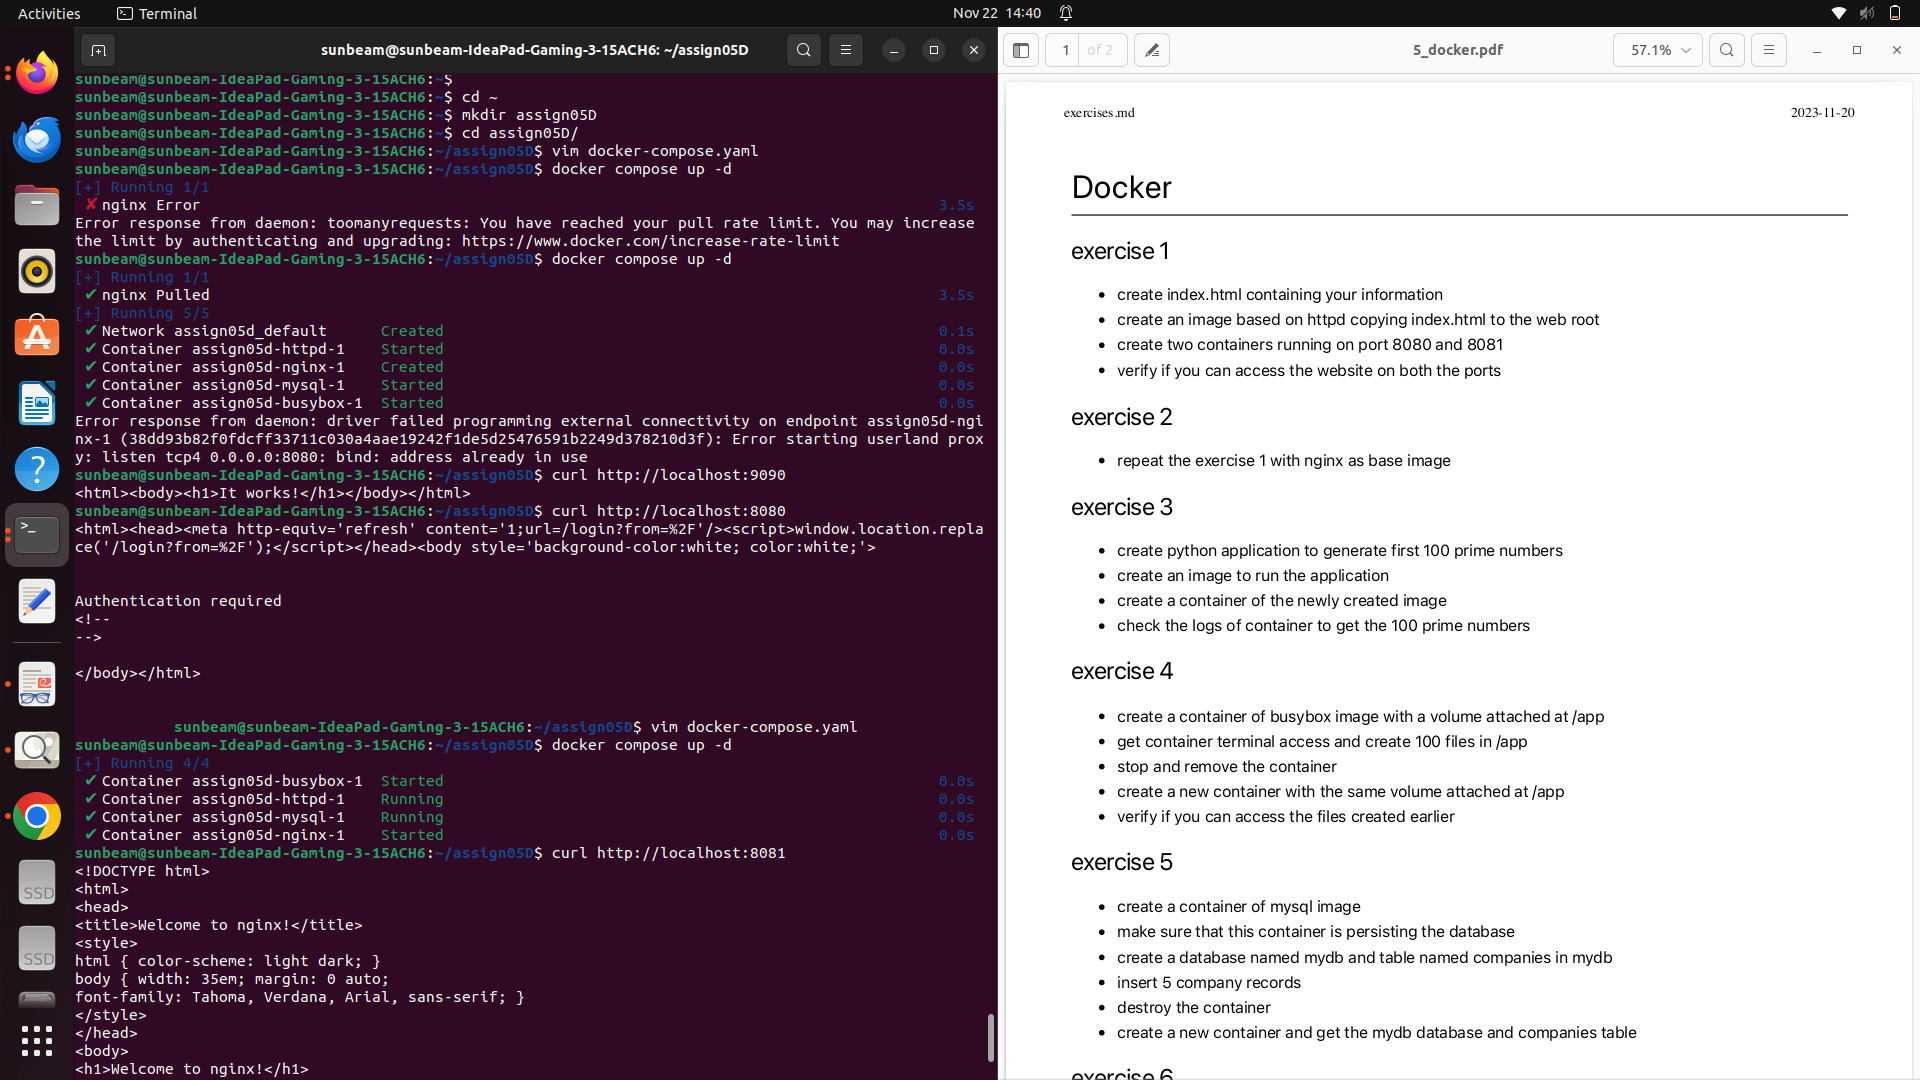 Activities
Terminal
Nov 22 14:40
sunbeam@sunbeam-IdeaPad-Gaming-3-15ACH6: ~/assign05D
sunbeam@sunbeam-IdeaPad-Gaming-3-15ACH6:~$
sunbeam@sunbeam-IdeaPad-Gaming-3-15ACH6:~$ cd ~
sunbeam@sunbeam-IdeaPad-Gaming-3-15ACH6:~$ mkdir assign05D
sunbeam@sunbeam-IdeaPad-Gaming-3-15ACH6:~$ cd assign05D/
sunbeam@sunbeam-IdeaPad-Gaming-3-15ACH6:~/assign05D$ vim docker-compose.yaml
sunbeam@sunbeam-IdeaPad-Gaming-3-15ACH6:~/assign05D$ docker compose up -d
[+] Running 1/1
✘ nginx Error 3.5s
Error response from daemon: toomanyrequests: You have reached your pull rate limit. You may increase
the limit by authenticating and upgrading: https://www.docker.com/increase-rate-limit
sunbeam@sunbeam-IdeaPad-Gaming-3-15ACH6:~/assign05D$ docker compose up -d
[+] Running 1/1
✔ nginx Pulled 3.5s
[+] Running 5/5
✔ Network assign05d_default Created 0.1s
✔ Container assign05d-httpd-1 Started 0.0s
✔ Container assign05d-nginx-1 Created 0.0s
✔ Container assign05d-mysql-1 Started 0.0s
✔ Container assign05d-busybox-1 Started 0.0s
Error response from daemon: driver failed programming external connectivity on endpoint assign05d-ngi
nx-1 (38dd93b82f0fdcff33711c030a4aae19242f1de5d25476591b2249d378210d3f): Error starting userland prox
y: listen tcp4 0.0.0.0:8080: bind: address already in use
sunbeam@sunbeam-IdeaPad-Gaming-3-15ACH6:~/assign05D$ curl http://localhost:9090
<html><body><h1>It works!</h1></body></html>
sunbeam@sunbeam-IdeaPad-Gaming-3-15ACH6:~/assign05D$ curl http://localhost:8080
<html><head><meta http-equiv='refresh' content='1;url=/login?from=%2F'/><script>window.location.repla
ce('/login?from=%2F');</script></head><body style='background-color:white; color:white;'>
Authentication required
<!--
-->
</body></html>
sunbeam@sunbeam-IdeaPad-Gaming-3-15ACH6:~/assign05D$ vim docker-compose.yaml
sunbeam@sunbeam-IdeaPad-Gaming-3-15ACH6:~/assign05D$ docker compose up -d
[+] Running 4/4
✔ Container assign05d-busybox-1 Started 0.0s
✔ Container assign05d-httpd-1 Running 0.0s
✔ Container assign05d-mysql-1 Running 0.0s
✔ Container assign05d-nginx-1 Started 0.0s
sunbeam@sunbeam-IdeaPad-Gaming-3-15ACH6:~/assign05D$ curl http://localhost:8081
<!DOCTYPE html>
<html>
<head>
<title>Welcome to nginx!</title>
<style>
html { color-scheme: light dark; }
body { width: 35em; margin: 0 auto;
font-family: Tahoma, Verdana, Arial, sans-serif; }
</style>
</head>
<body>
<h1>Welcome to nginx!</h1>
SSD
SSD
1 of 2
5_docker.pdf
57.1%
exercises.md
2023-11-20
Docker
exercise 1
• create index.html containing your information
• create an image based on httpd copying index.html to the web root
• create two containers running on port 8080 and 8081
• verify if you can access the website on both the ports
exercise 2
• repeat the exercise 1 with nginx as base image
exercise 3
• create python application to generate first 100 prime numbers
• create an image to run the application
• create a container of the newly created image
• check the logs of container to get the 100 prime numbers
exercise 4
• create a container of busybox image with a volume attached at /app
• get container terminal access and create 100 files in /app
• stop and remove the container
• create a new container with the same volume attached at /app
• verify if you can access the files created earlier
exercise 5
• create a container of mysql image
• make sure that this container is persisting the database
• create a database named mydb and table named companies in mydb
• insert 5 company records
• destroy the container
• create a new container and get the mydb database and companies table
exercise 6